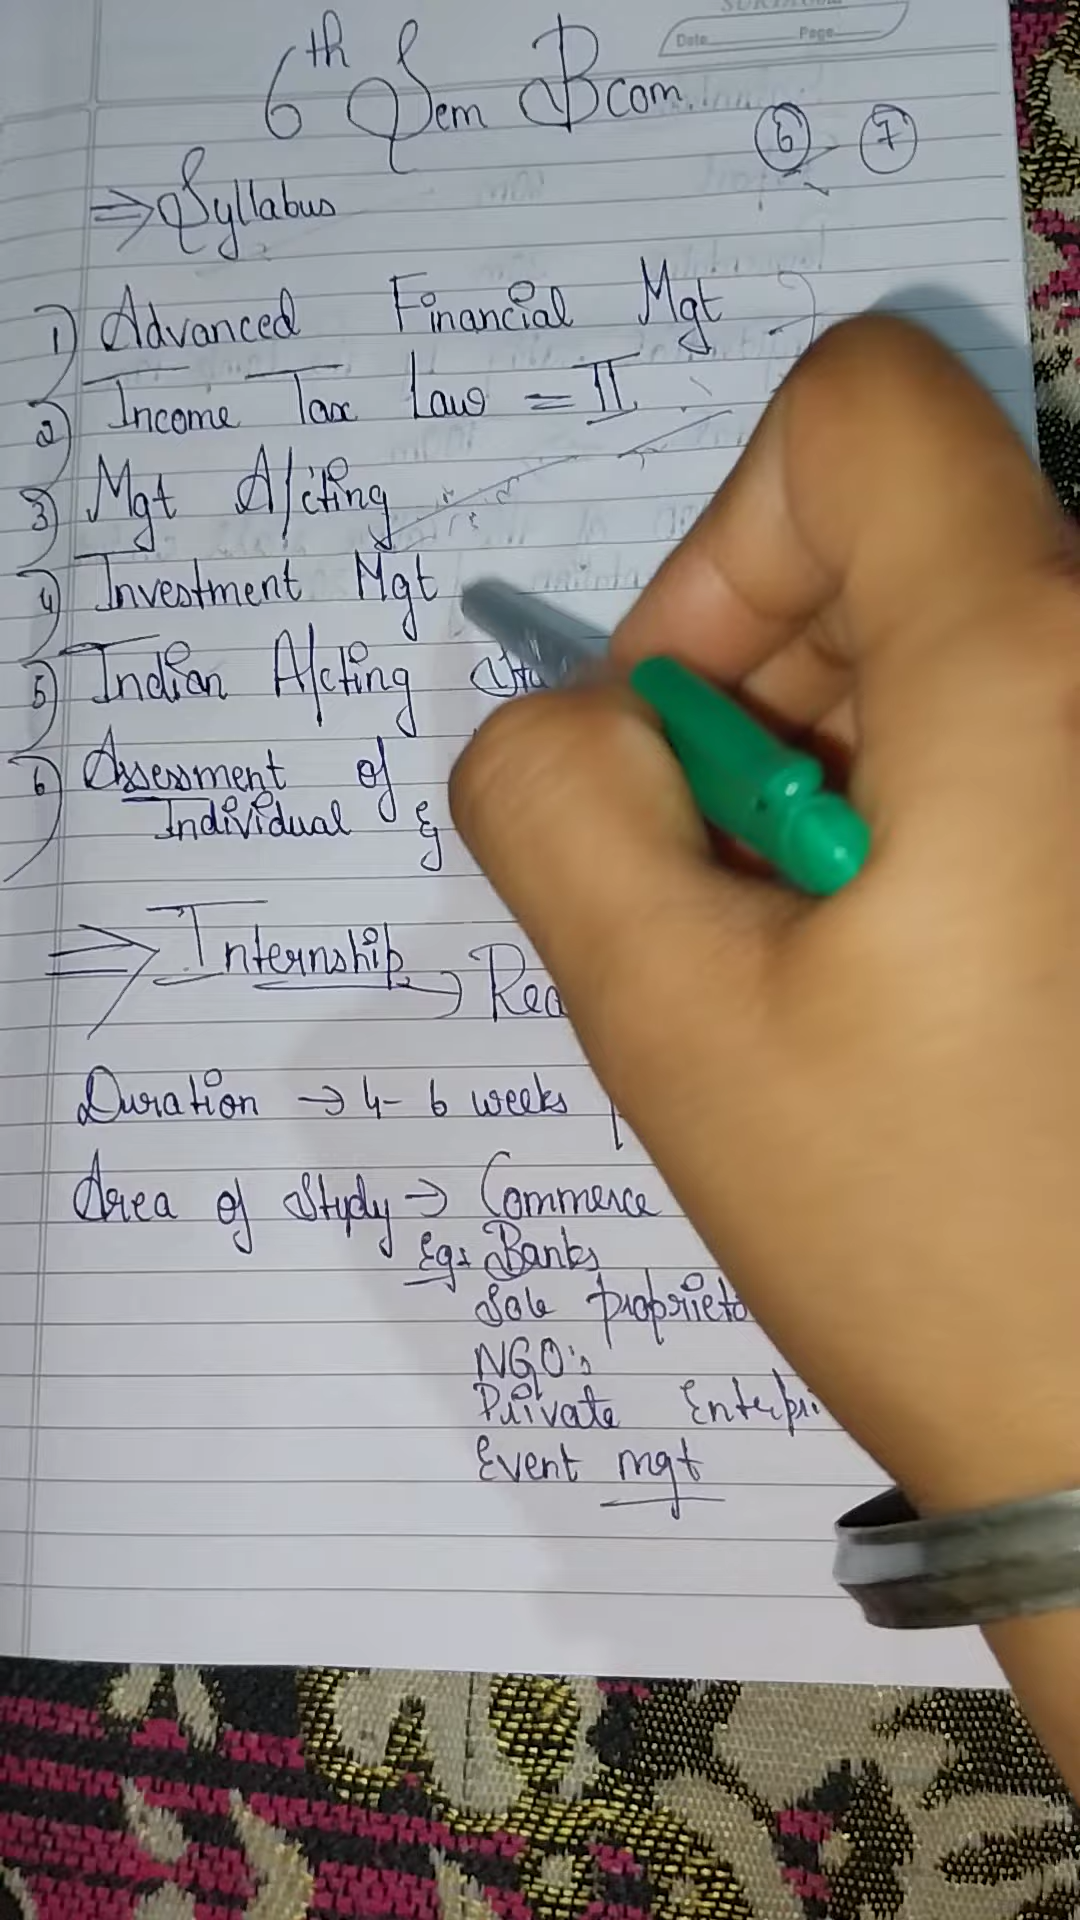 Date Page
6th Sem Bcom
6 7
⇒ Syllabus
1) Advanced Financial Mgt
2) Income Tax Law = II
3) Mgt A/cting
4) Investment Mgt
5) Indian A/cting
6) Assessment of
Individual &
⇒ Internship →
Duration → 4- 6 weeks
Area of Study → Commerce
Eg: Banks
Sole
NGO's
Private
Event mgt